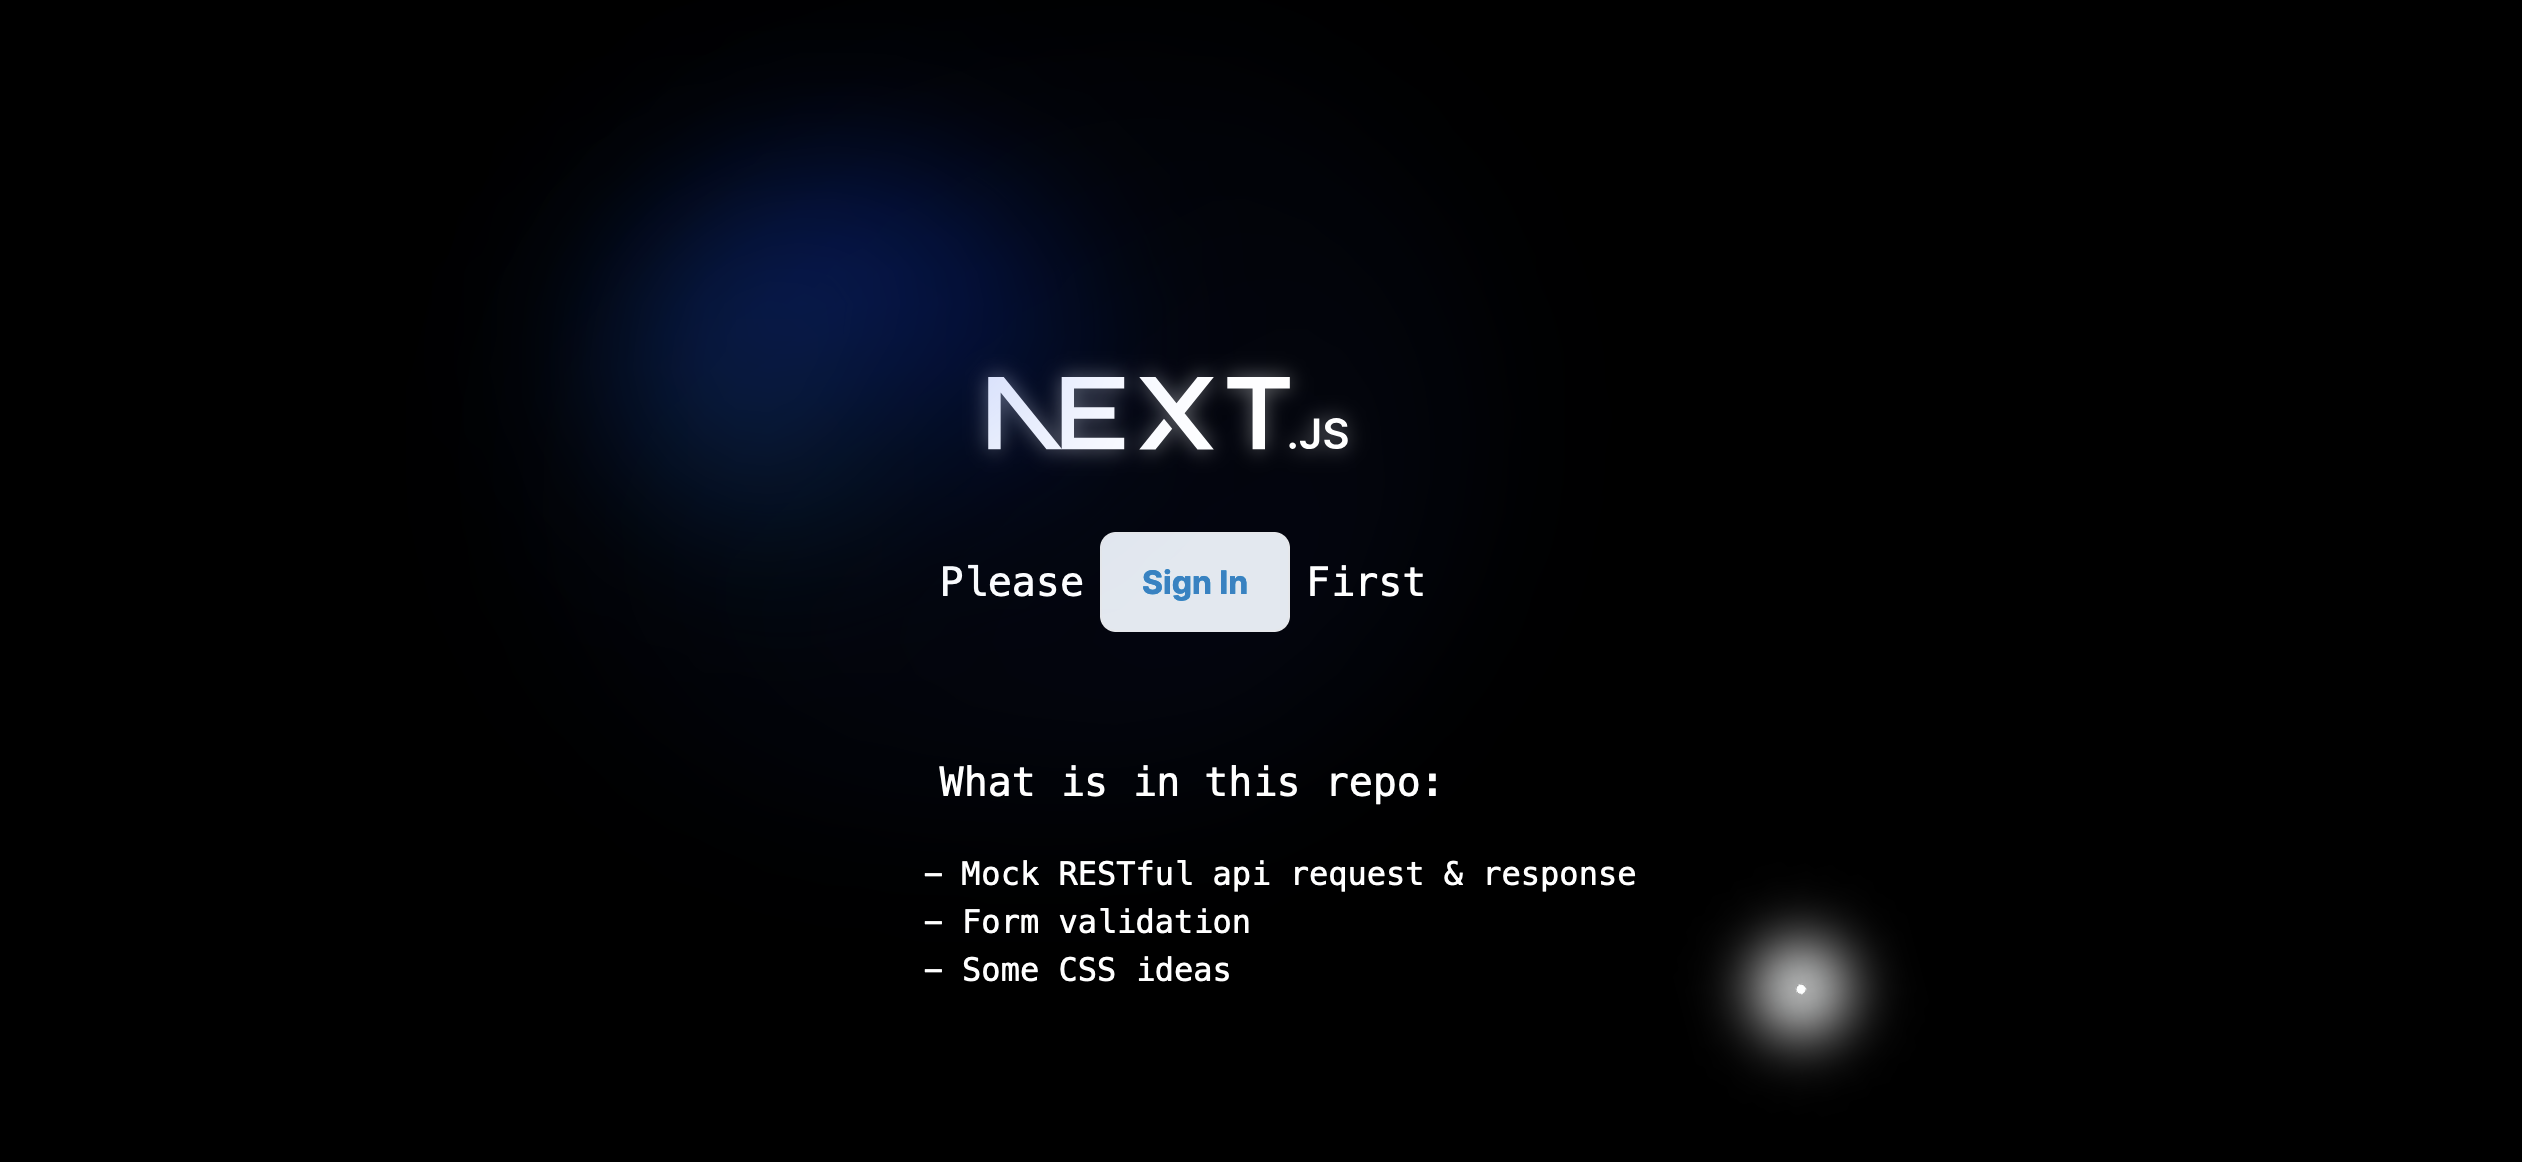 NEXT.JS
Please Sign In First
What is in this repo:
- Mock RESTful api request & response
- Form validation
- Some CSS ideas